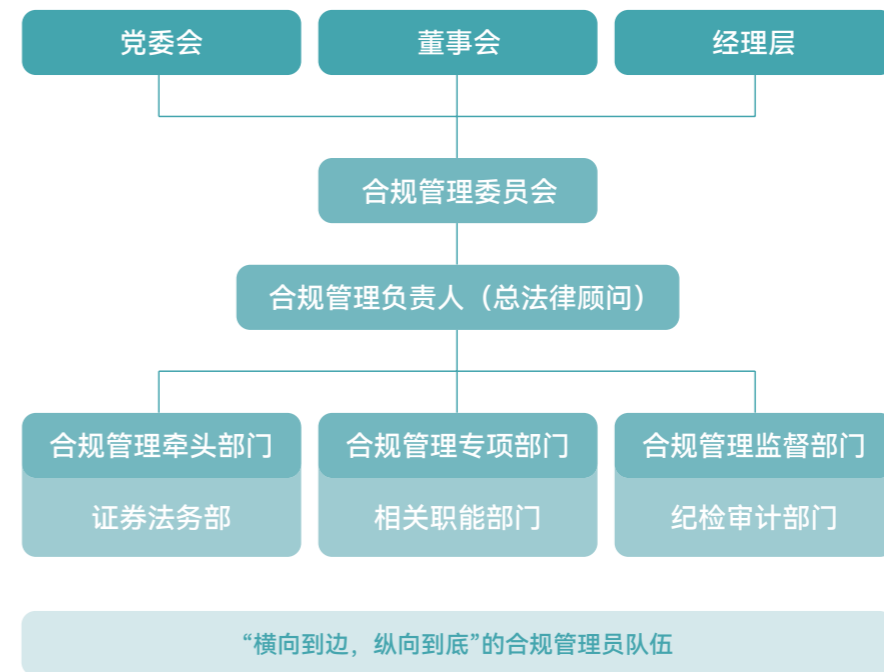 党委会
董事会
经理层
合规管理委员会
合规管理负责人（总法律顾问）
合规管理牵头部门
证券法务部
合规管理专项部门
相关职能部门
合规管理监督部门
纪检审计部门
“横向到边，纵向到底”的合规管理员队伍